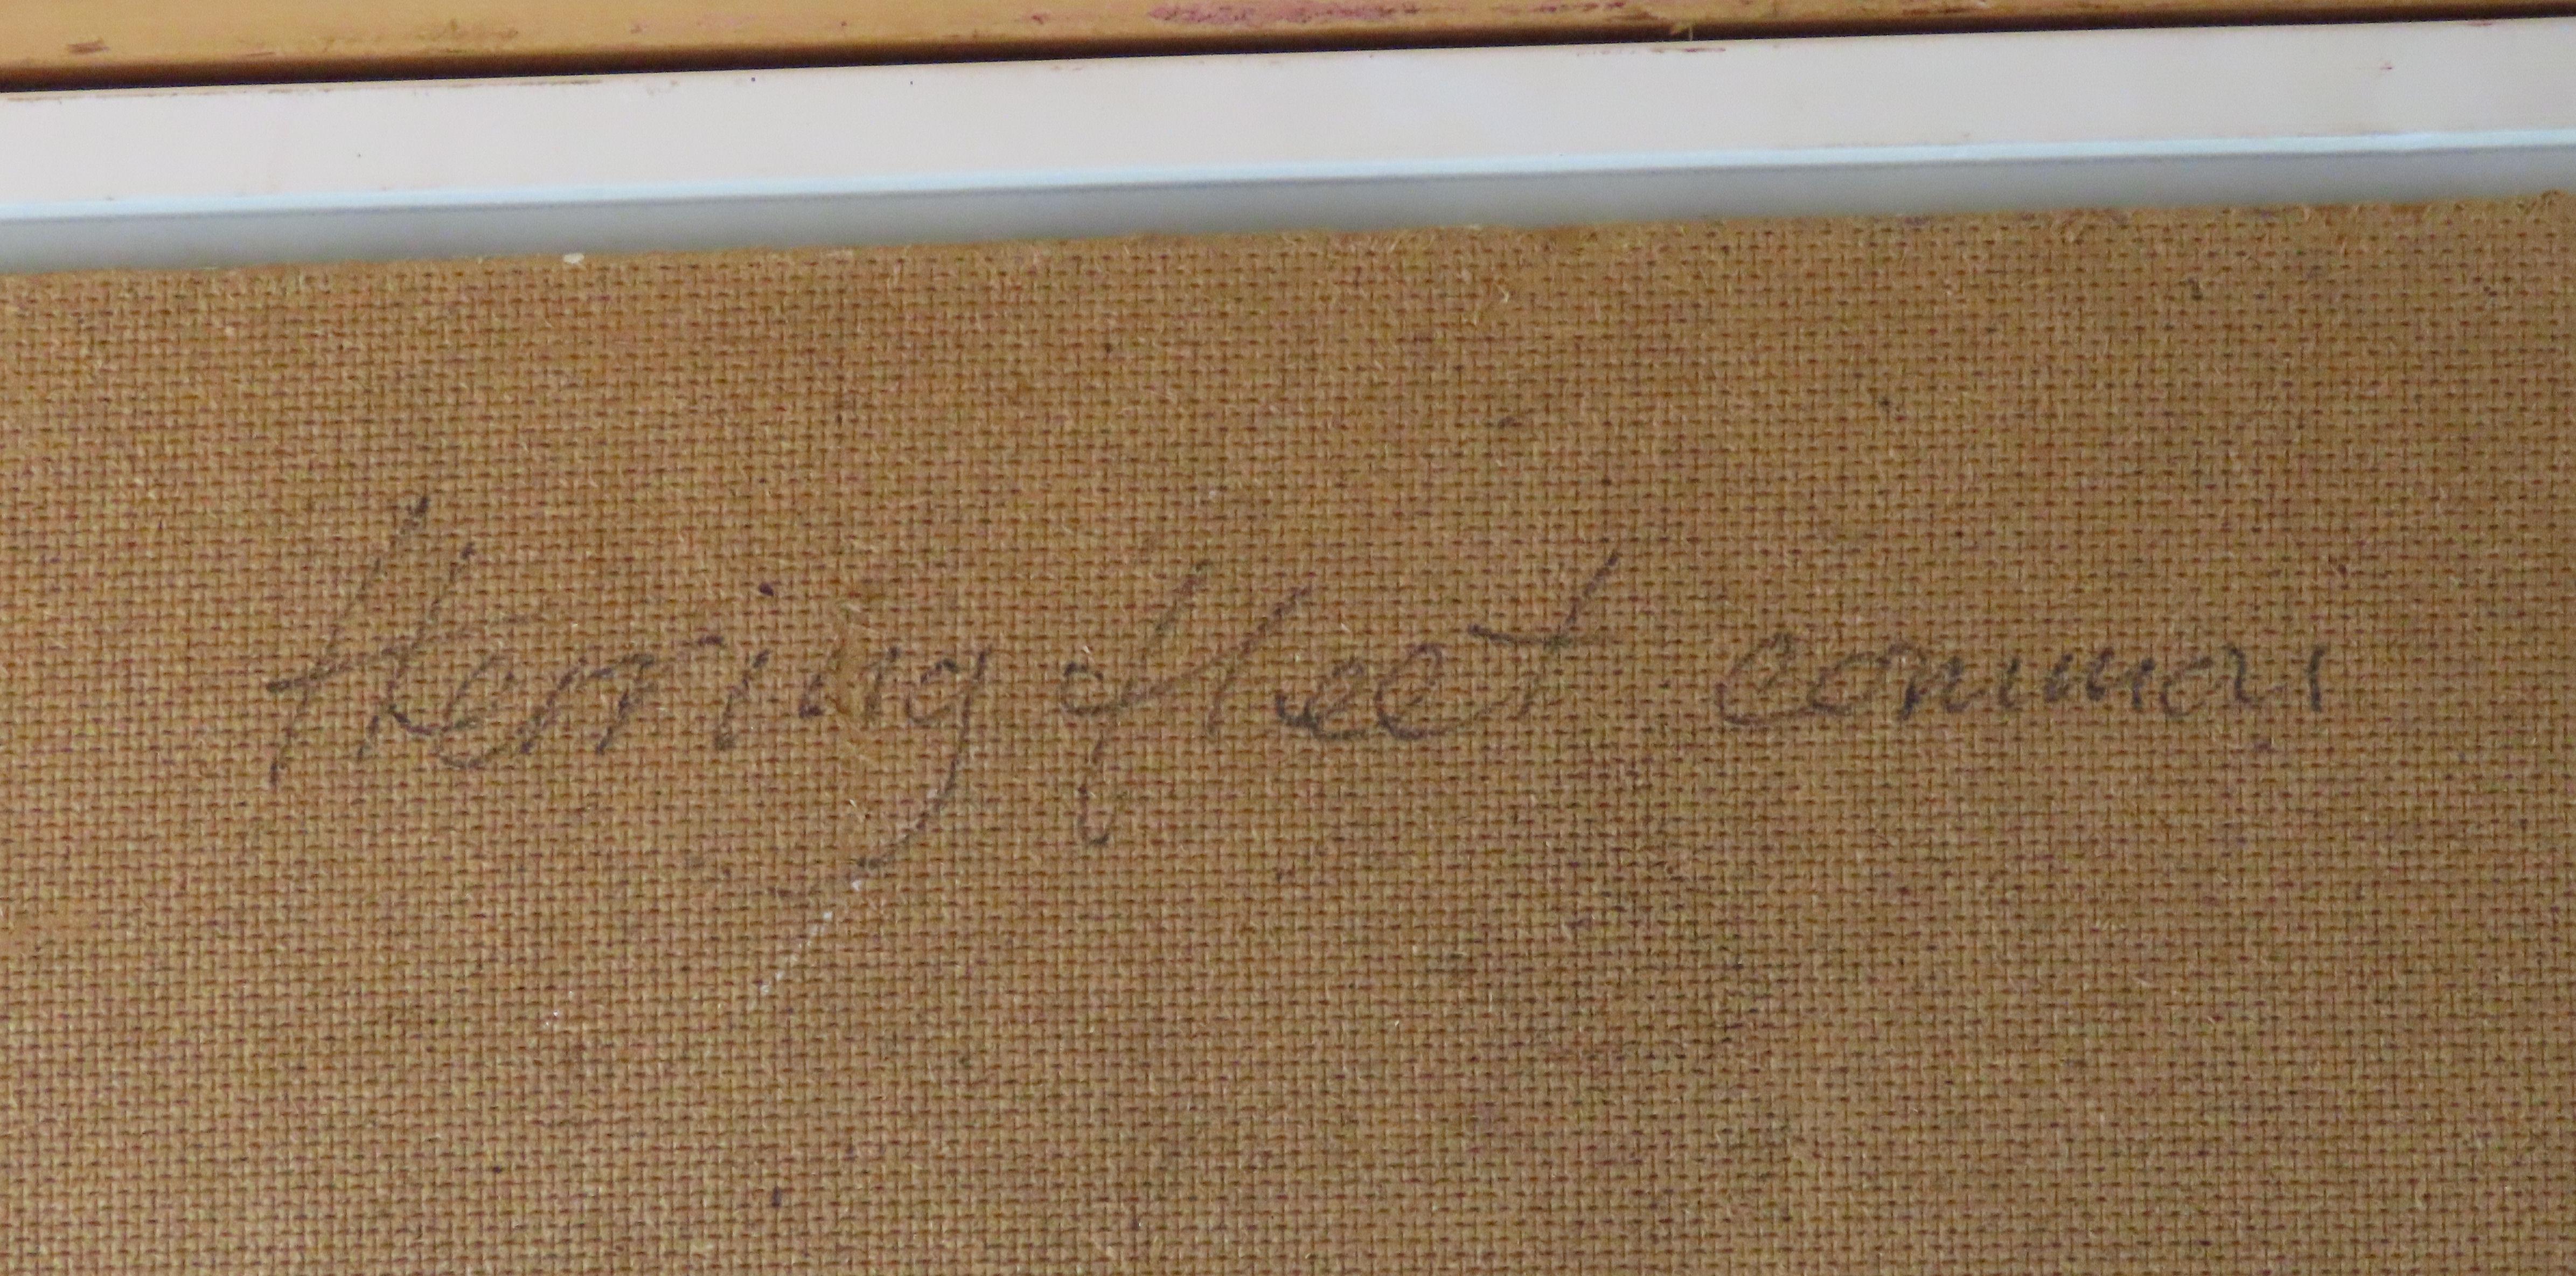 Herring fleet common